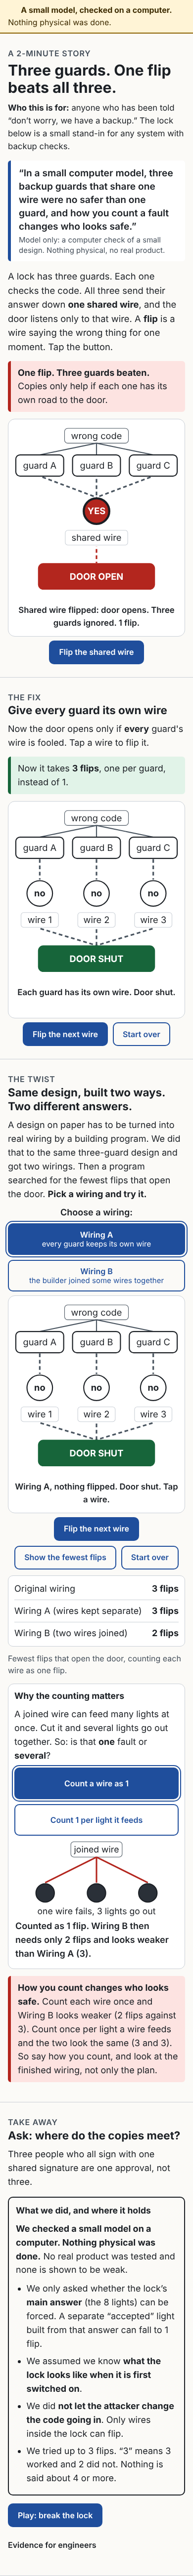 A small model, checked on a computer.
Nothing physical was done.
A 2-MINUTE STORY
Three guards. One flip
beats all three.
Who this is for: anyone who has been told
“don’t worry, we have a backup.” The lock
below is a small stand-in for any system with
backup checks.
“In a small computer model, three
backup guards that share one
wire were no safer than one
guard, and how you count a fault
changes who looks safe.”
Model only: a computer check of a small
design. Nothing physical, no real product.
A lock has three guards. Each one
checks the code. All three send their
answer down one shared wire, and the
door listens only to that wire. A flip is a
wire saying the wrong thing for one
moment. Tap the button.
One flip. Three guards beaten.
Copies only help if each one has its
own road to the door.
wrong code
guard A
guard B
guard C
YES
shared wire
DOOR OPEN
Shared wire flipped: door opens. Three
guards ignored. 1 flip.
Flip the shared wire
THE FIX
Give every guard its own wire
Now the door opens only if every guard's
wire is fooled. Tap a wire to flip it.
Now it takes 3 flips, one per guard,
instead of 1.
wrong code
guard A
guard B
guard C
no
no
no
wire 1
wire 2
wire 3
DOOR SHUT
Each guard has its own wire. Door shut.
Flip the next wire
Start over
THE TWIST
Same design, built two ways.
Two different answers.
A design on paper has to be turned into
real wiring by a building program. We did
that to the same three-guard design and
got two wirings. Then a program
searched for the fewest flips that open
the door. Pick a wiring and try it.
Choose a wiring:
Wiring A
every guard keeps its own wire
Wiring B
the builder joined some wires together
wrong code
guard A
guard B
guard C
no
no
no
wire 1
wire 2
wire 3
DOOR SHUT
Wiring A, nothing flipped. Door shut. Tap
a wire.
Flip the next wire
Show the fewest flips
Start over
Original wiring 3 flips
Wiring A (wires kept separate) 3 flips
Wiring B (two wires joined) 2 flips
Fewest flips that open the door, counting each
wire as one flip.
Why the counting matters
A joined wire can feed many lights at
once. Cut it and several lights go out
together. So: is that one fault or
several?
Count a wire as 1
Count 1 per light it feeds
joined wire
one wire fails, 3 lights go out
Counted as 1 flip. Wiring B then
needs only 2 flips and looks weaker
than Wiring A (3).
How you count changes who looks
safe. Count each wire once and
Wiring B looks weaker (2 flips against
3). Count once per light a wire feeds
and the two look the same (3 and 3).
So say how you count, and look at the
finished wiring, not only the plan.
TAKE AWAY
Ask: where do the copies meet?
Three people who all sign with one
shared signature are one approval, not
three.
What we did, and where it holds
We checked a small model on a
computer. Nothing physical was
done. No real product was tested and
none is shown to be weak.
• We only asked whether the lock’s
main answer (the 8 lights) can be
forced. A separate “accepted” light
built from that answer can fall to 1
flip.
• We assumed we know what the
lock looks like when it is first
switched on.
• We did not let the attacker change
the code going in. Only wires
inside the lock can flip.
• We tried up to 3 flips. “3” means 3
worked and 2 did not. Nothing is
said about 4 or more.
Play: break the lock
Evidence for engineers